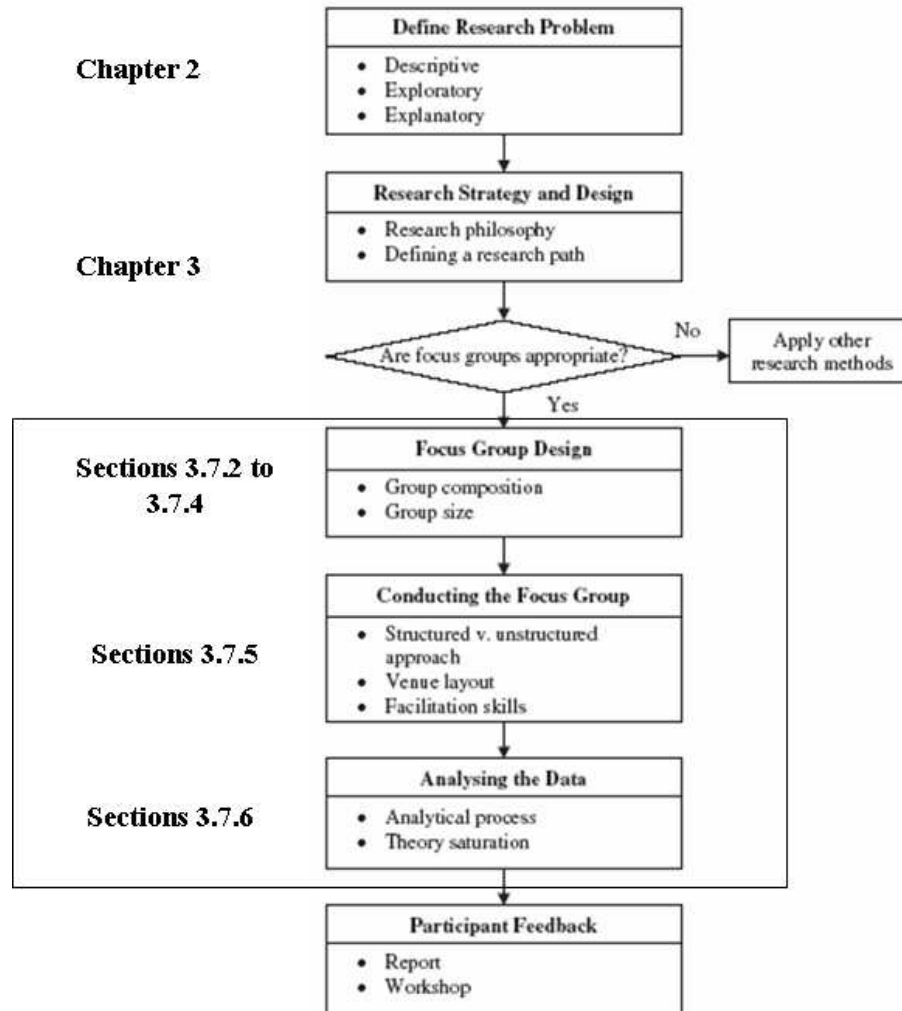 Define Research Problem
Chapter 2
• Descriptive
• Exploratory
• Explanatory
Research Strategy and Design
Chapter 3
• Research philosophy
• Defining a research path
Are focus groups appropriate?
No
Apply other
research methods
Yes
Focus Group Design
Sections 3.7.2 to
3.7.4
• Group composition
• Group size
Conducting the Focus Group
Sections 3.7.5
• Structured v. unstructured
approach
• Venue layout
• Facilitation skills
Analysing the Data
Sections 3.7.6
• Analytical process
• Theory saturation
Participant Feedback
• Report
• Workshop